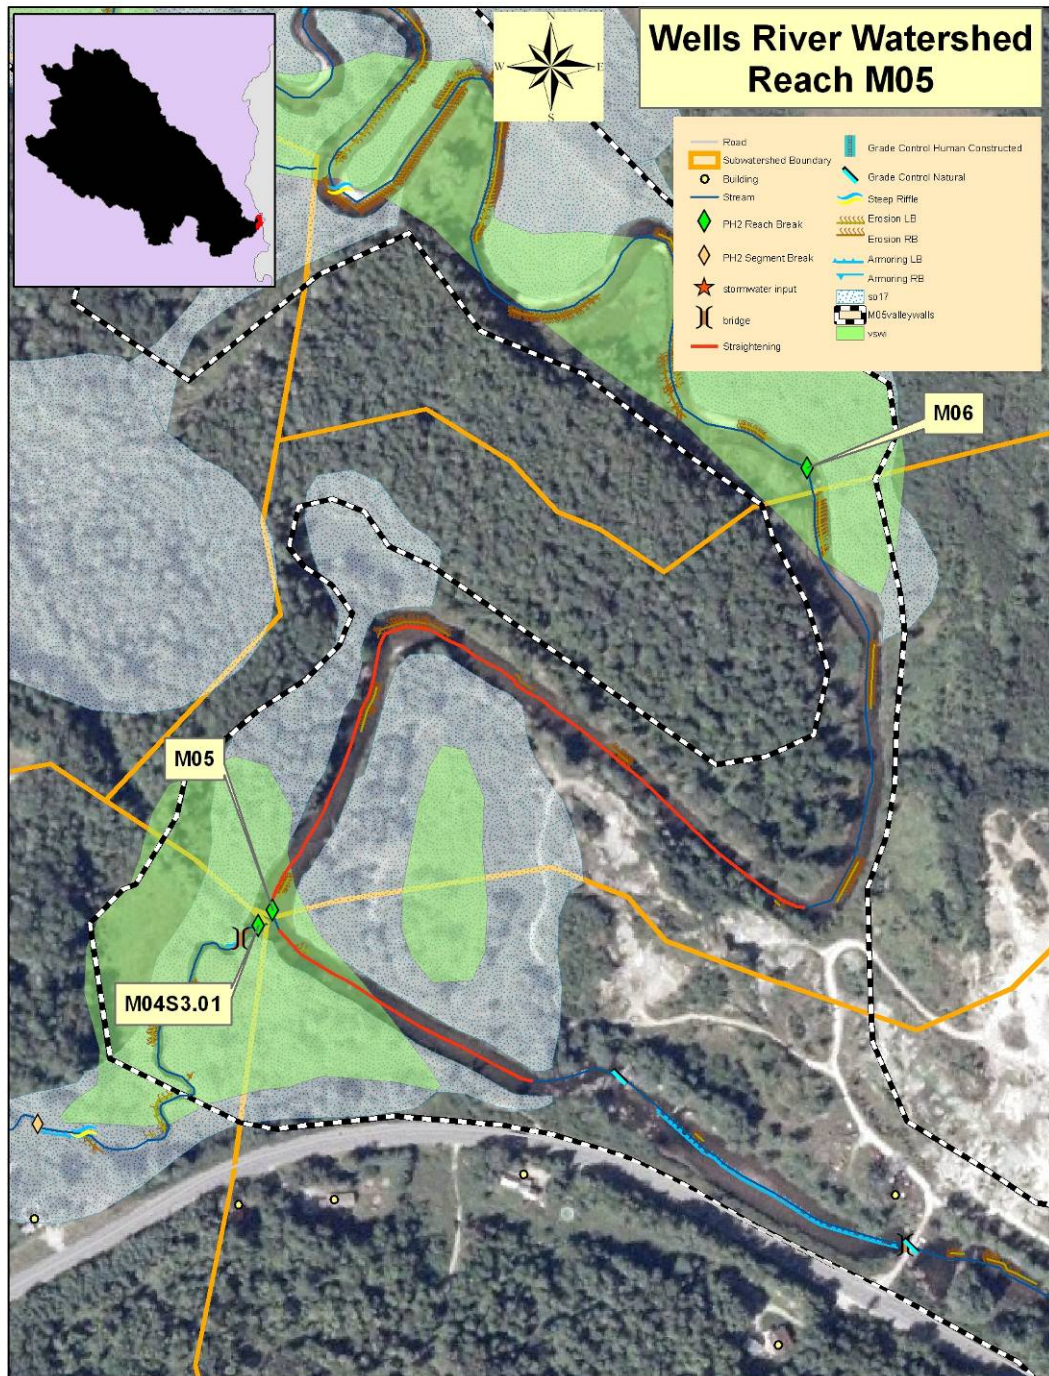 Wells River Watershed
Reach M05
N
W
E
S
Road
Subwatershed Boundary
Building
Stream
PH2 Reach Break
PH2 Segment Break
stormwater input
bridge
Straightening
Grade Control Human Constructed
Grade Control Natural
Steep Riffle
Erosion LB
Erosion RB
Armoring LB
Armoring RB
so17
M05valleywalls
vswi
M06
M05
M04S3.01